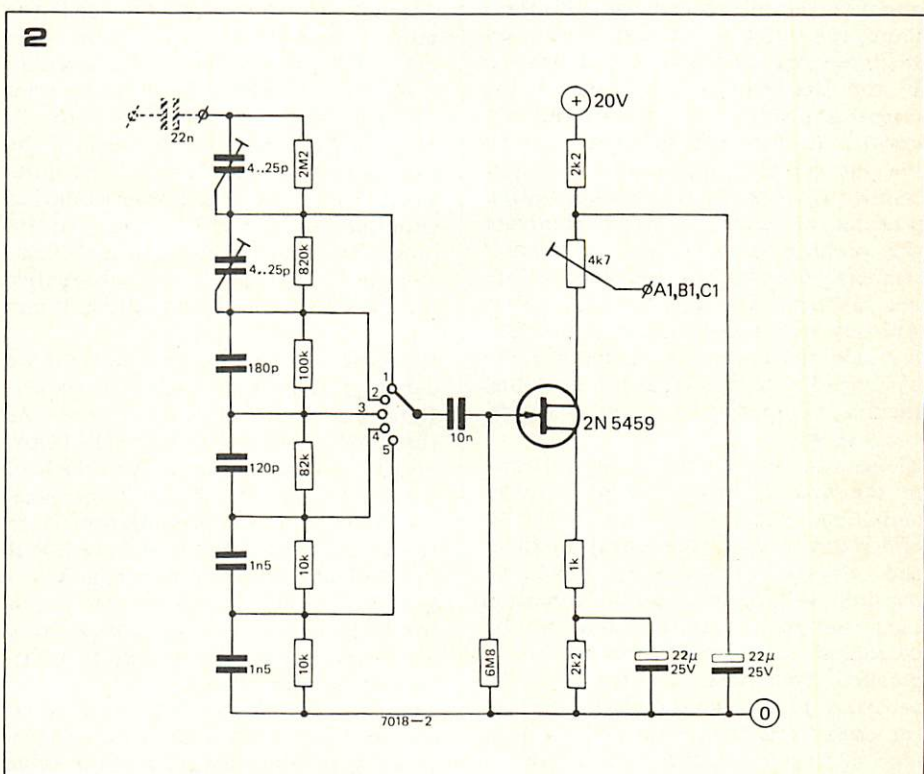 2
22n
4..25p
2M2
4..25p
820k
180p
100k
120p
82k
1n5
10k
1n5
10k
1
2
3
4
5
10n
6M8
7018-2
+ 20V
2k2
4k7
A1,B1,C1
2N5459
1k
2k2
22µ
25V
22µ
25V
0